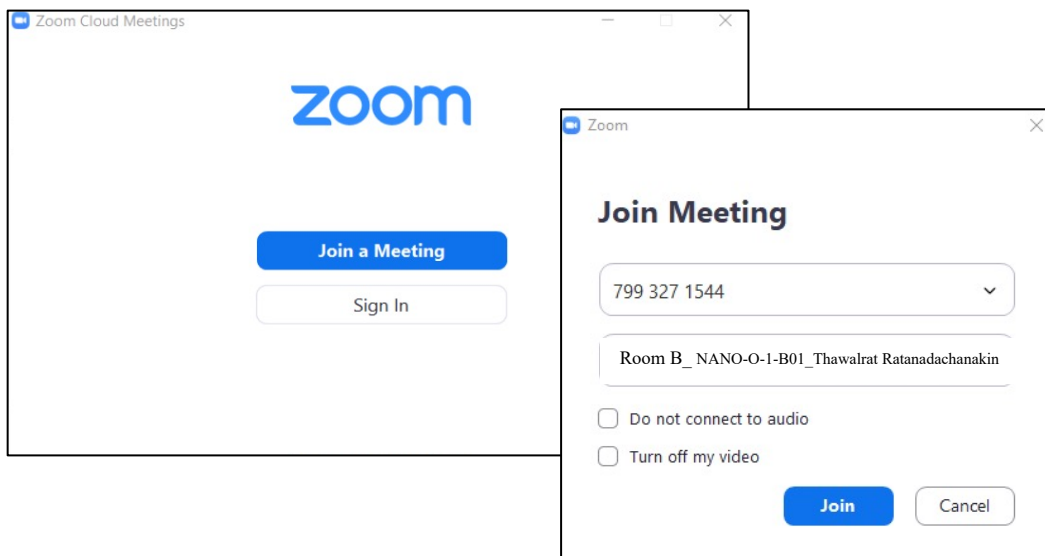 Zoom Cloud Meetings
zoom
Join a Meeting
Sign In
Zoom
Join Meeting
799 327 1544
Room B_ NANO-O-1-B01_Thawalrat Ratanadachanakin
Do not connect to audio
Turn off my video
Join Cancel